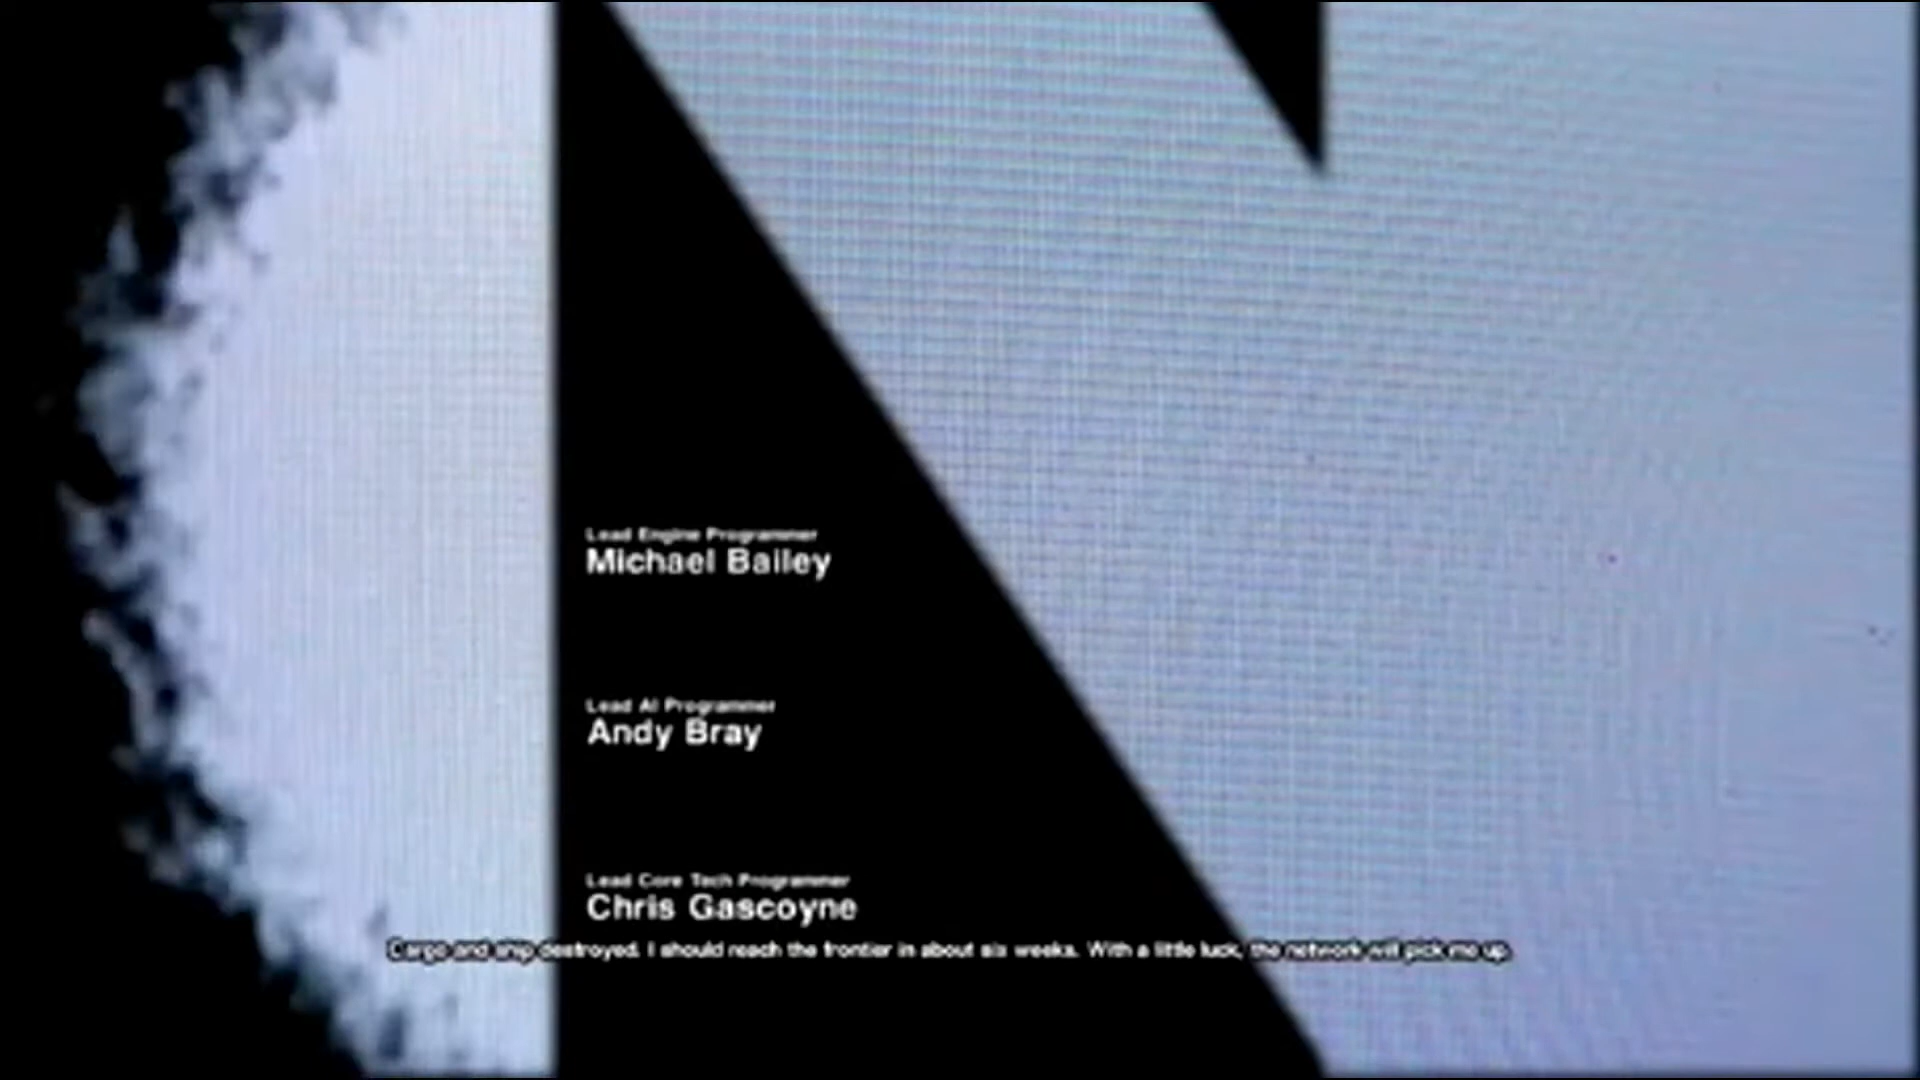 Lead Engine Programmer
Michael Bailey
Lead AI Programmer
Andy Bray
Lead Core Tech Programmer
Chris Gascoyne
Cargo and ship destroyed. I should reach the frontier in about six weeks. With a little luck, the network will pick me up.